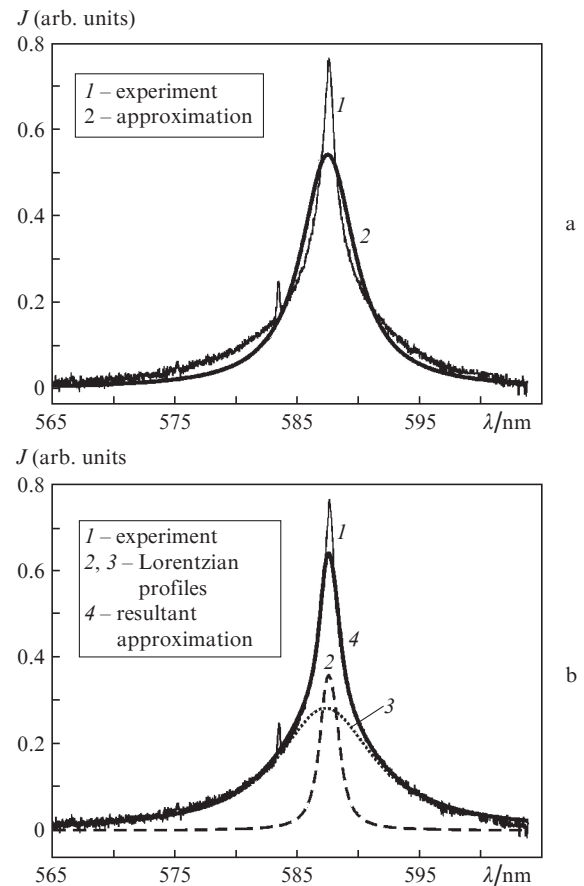 J (arb. units)
0.8
1 – experiment
2 – approximation
1
0.6
0.4
2
a
0.2
0
565
575
585
595
λ/nm
J (arb. units
0.8
1 – experiment
2, 3 – Lorentzian
profiles
4 – resultant
approximation
1
0.6
4
0.4
2
b
3
0.2
0
565
575
585
595
λ/nm